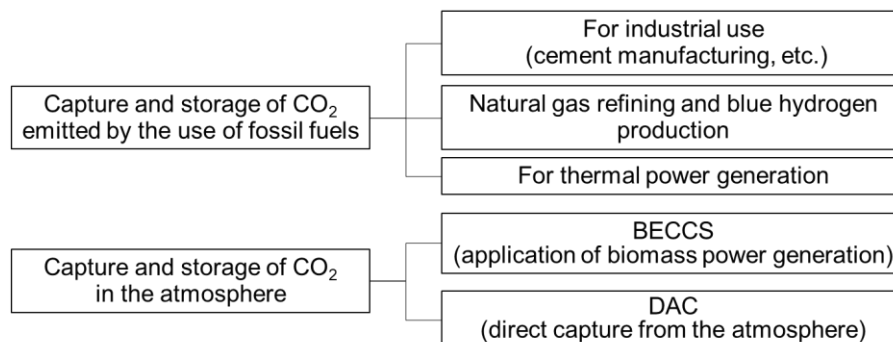 For industrial use
(cement manufacturing, etc.)
Capture and storage of CO₂
emitted by the use of fossil fuels
Natural gas refining and blue hydrogen
production
For thermal power generation
Capture and storage of CO₂
in the atmosphere
BECCS
(application of biomass power generation)
DAC
(direct capture from the atmosphere)